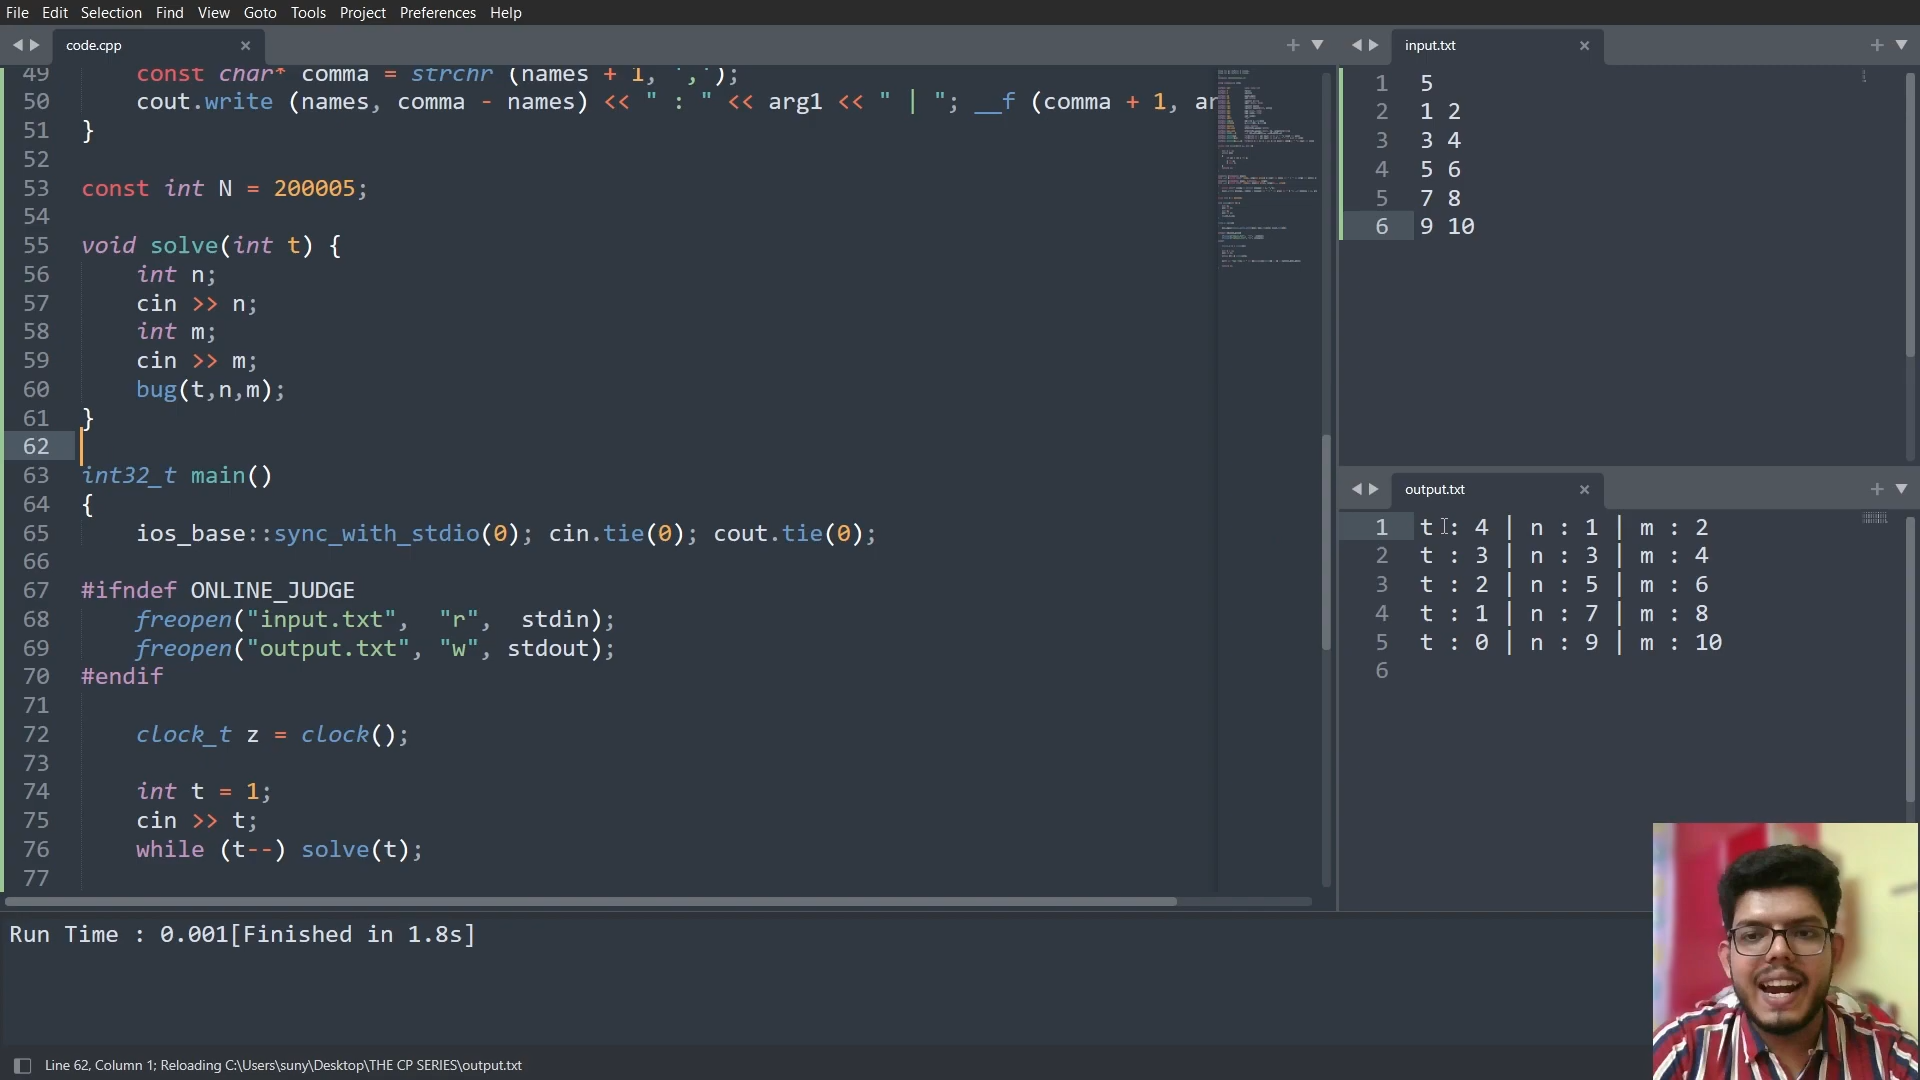 File Edit Selection Find View Goto Tools Project Preferences Help
code.cpp
49 const char* comma = strchr (names + 1, ',');
50 cout.write (names, comma - names) << " : " << arg1 << " | "; __f (comma + 1, ar
51 }
52
53 const int N = 200005;
54
55 void solve(int t) {
56 int n;
57 cin >> n;
58 int m;
59 cin >> m;
60 bug(t,n,m);
61 }
62
63 int32_t main()
64 {
65 ios_base::sync_with_stdio(0); cin.tie(0); cout.tie(0);
66
67 #ifndef ONLINE_JUDGE
68 freopen("input.txt", "r", stdin);
69 freopen("output.txt", "w", stdout);
70 #endif
71
72 clock_t z = clock();
73
74 int t = 1;
75 cin >> t;
76 while (t--) solve(t);
77
input.txt
1 5
2 1 2
3 3 4
4 5 6
5 7 8
6 9 10
output.txt
1 t : 4 | n : 1 | m : 2
2 t : 3 | n : 3 | m : 4
3 t : 2 | n : 5 | m : 6
4 t : 1 | n : 7 | m : 8
5 t : 0 | n : 9 | m : 10
6
Run Time : 0.001[Finished in 1.8s]
Line 62, Column 1; Reloading C:\Users\suny\Desktop\THE CP SERIES\output.txt